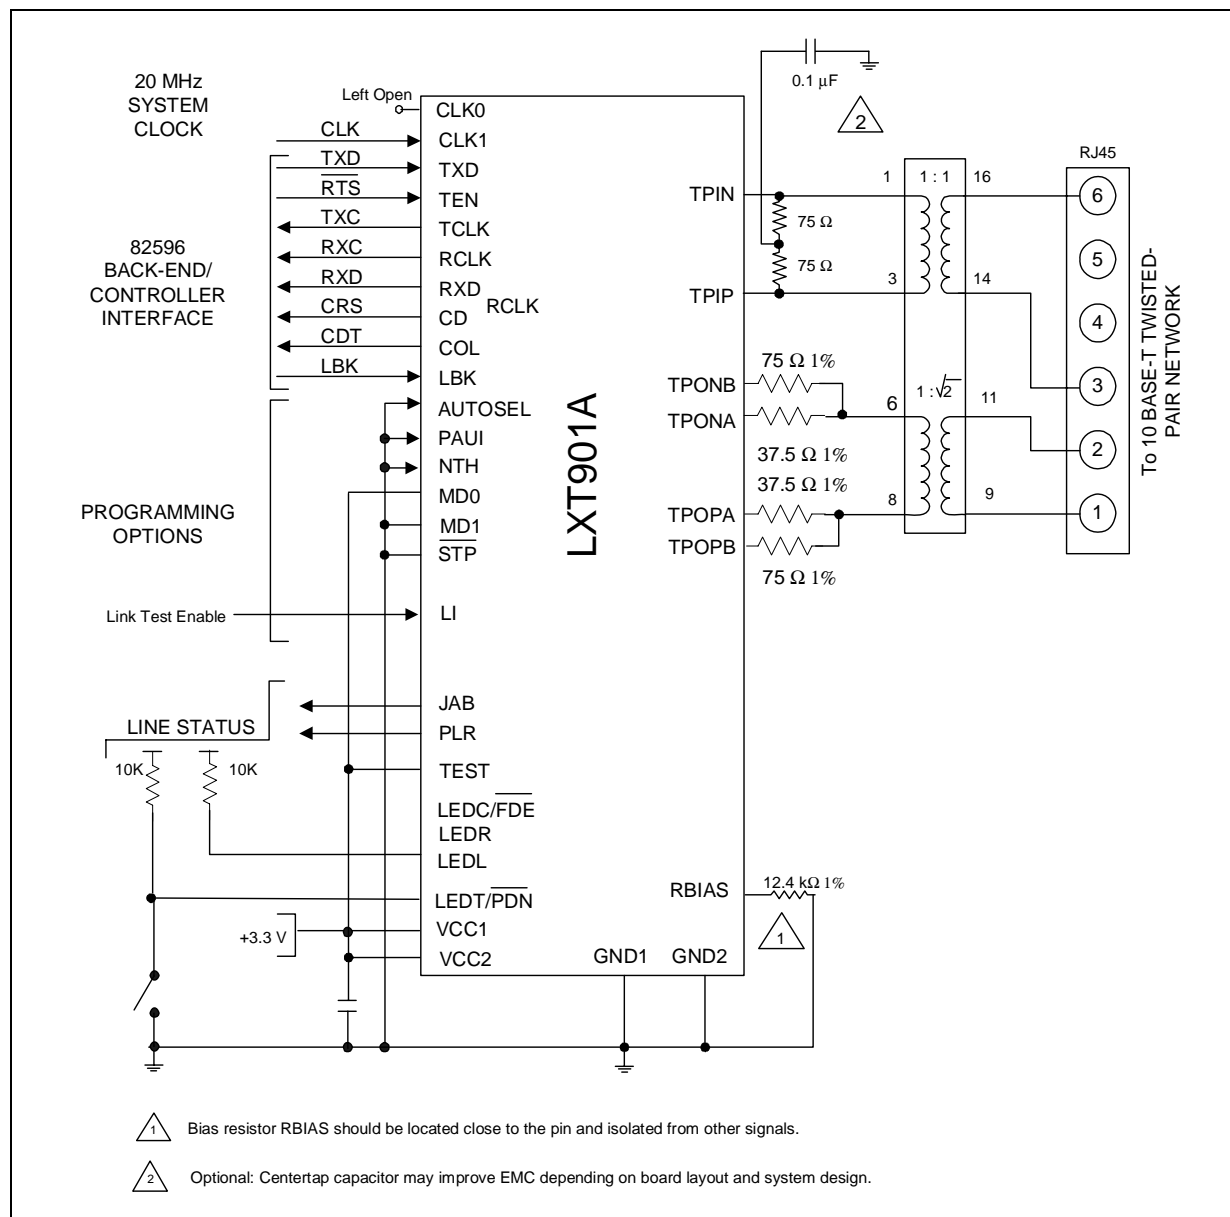 20 MHz
SYSTEM
CLOCK
Left Open
CLK0
CLK
CLK1
TXD
TXD
RTS
TEN
TXC
TCLK
RXC
RCLK
RXD
RXD
RCLK
CRS
CD
CDT
COL
LBK
LBK
82596
BACK-END/
CONTROLLER
INTERFACE
AUTOSEL
PAUI
NTH
MD0
MD1
STP
PROGRAMMING
OPTIONS
Link Test Enable
LI
JAB
PLR
LINE STATUS
10K
10K
TEST
LEDC/FDE
LEDR
LEDL
LEDT/PDN
+3.3 V
VCC1
VCC2
LXT901A
GND1
GND2
TPIN
TPIP
TPONB
TPONA
TPOPA
TPOPB
RBIAS
0.1 µF
2
75 Ω
75 Ω
75 Ω 1%
37.5 Ω 1%
37.5 Ω 1%
75 Ω 1%
12.4 kΩ 1%
1
1
1 : 1
16
3
14
6
1 :√2
11
8
9
RJ45
6
5
4
3
2
1
To 10 BASE-T TWISTED-
PAIR NETWORK
1 Bias resistor RBIAS should be located close to the pin and isolated from other signals.
2 Optional: Centertap capacitor may improve EMC depending on board layout and system design.